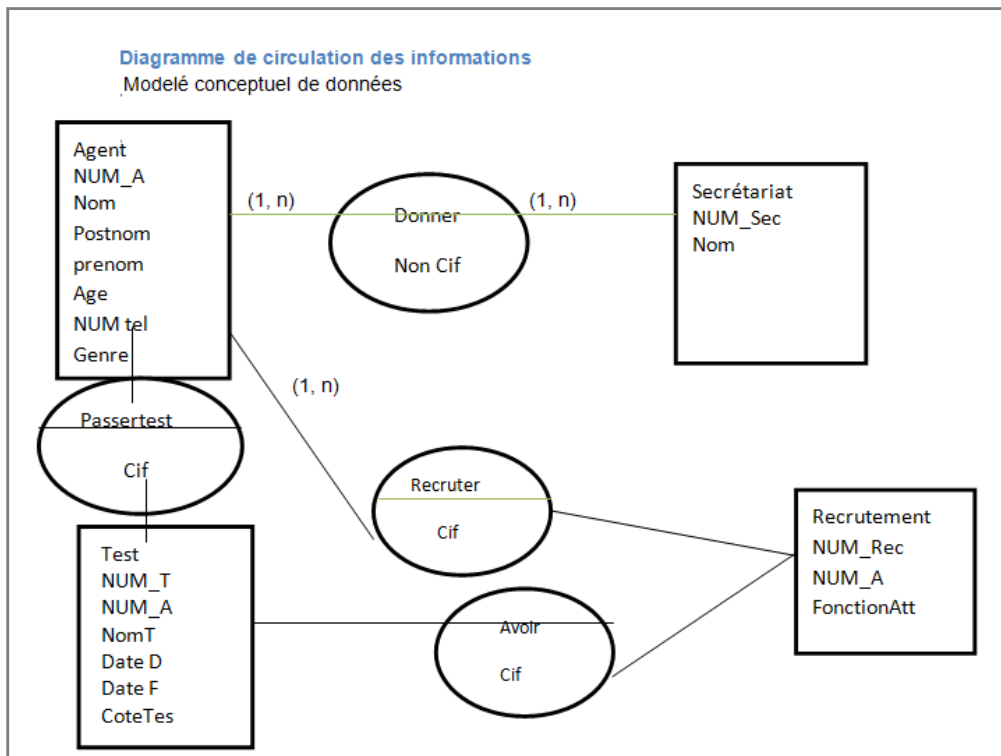 Diagramme de circulation des informations
Modelé conceptuel de données
Agent
NUM_A
Nom
Postnom
prenom
Age
NUM tel
Genre
(1, n)
Donner
Non Cif
(1, n)
Secrétariat
NUM_Sec
Nom
(1, n)
Passertest
Cif
Recruter
Cif
Recrutement
NUM_Rec
NUM_A
FonctionAtt
Test
NUM_T
NUM_A
NomT
Date D
Date F
CoteTes
Avoir
Cif